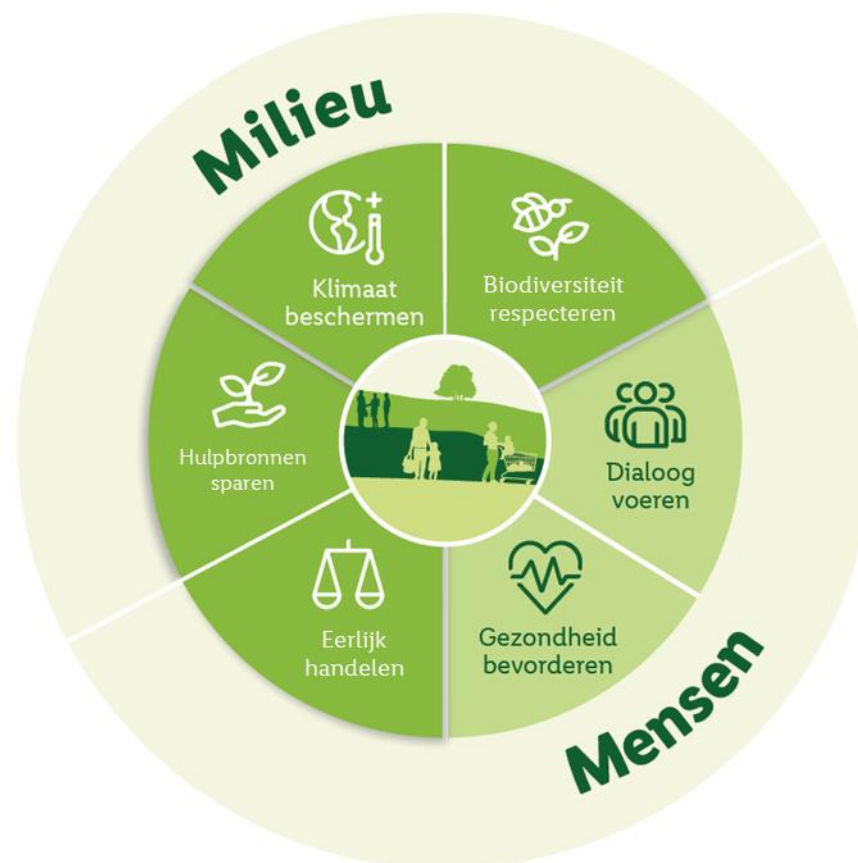 Milieu
Klimaat
beschermen
Biodiversiteit
respecteren
Hulpbronnen
sparen
Dialoog
voeren
Eerlijk
handelen
Gezondheid
bevorderen
Mensen